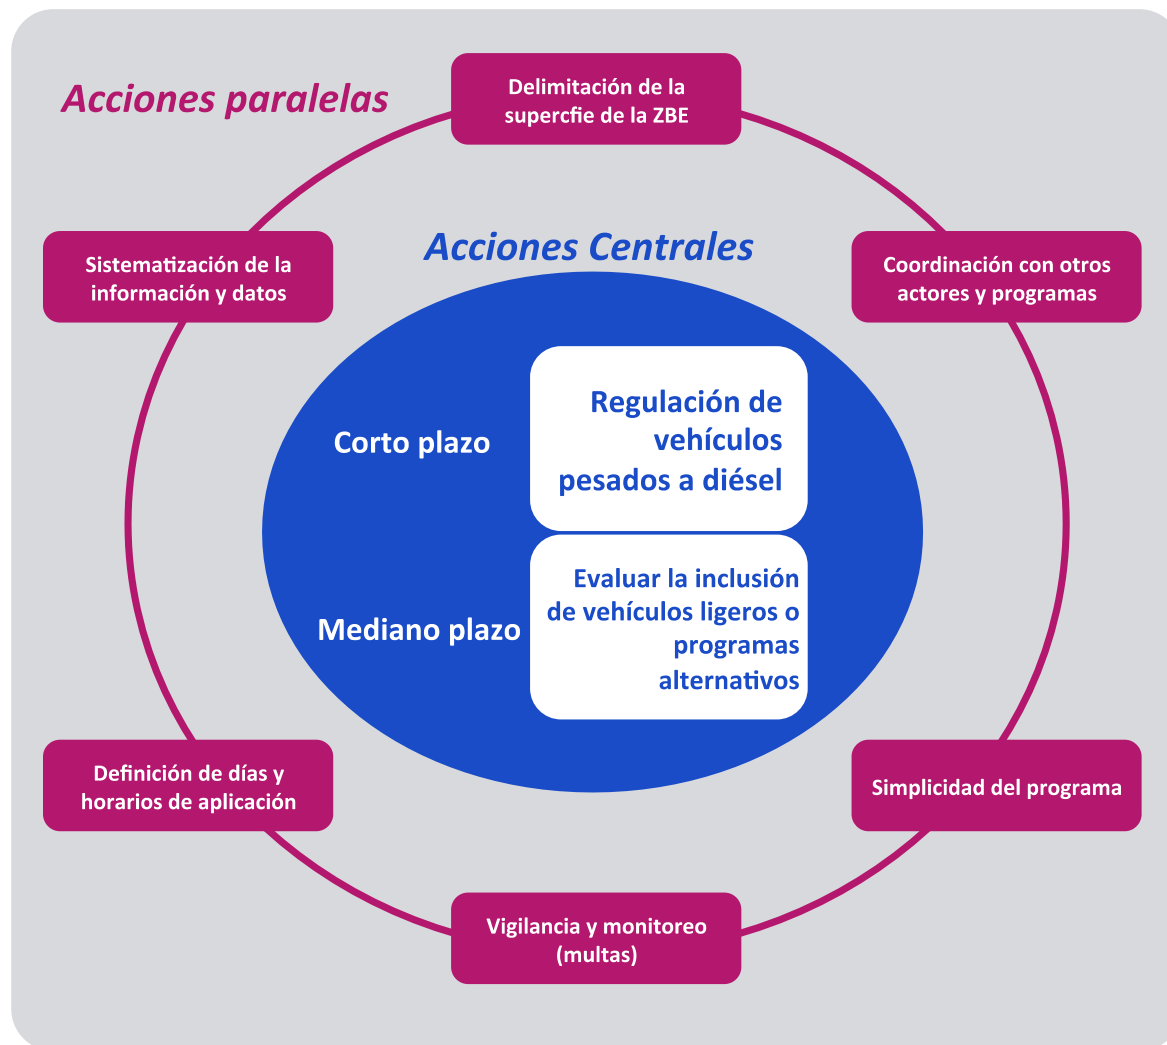 Acciones paralelas
Delimitación de la
supercfie de la ZBE
Sistematización de la
información y datos
Coordinación con otros
actores y programas
Acciones Centrales
Corto plazo
Regulación de
vehículos
pesados a diésel
Mediano plazo
Evaluar la inclusión
de vehículos ligeros o
programas
alternativos
Definición de días y
horarios de aplicación
Simplicidad del programa
Vigilancia y monitoreo
(multas)